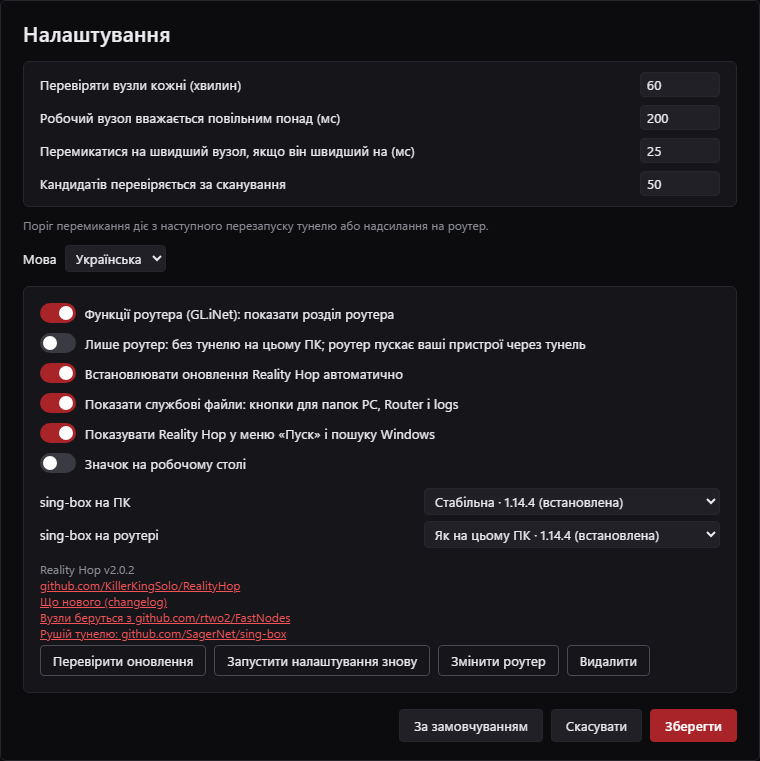 Налаштування
Перевіряти вузли кожні (хвилин) 60
Робочий вузол вважається повільним понад (мс) 200
Перемикатися на швидший вузол, якщо він швидший на (мс) 25
Кандидатів перевіряється за сканування 50
Поріг перемикання діє з наступного перезапуску тунелю або надсилання на роутер.
Мова Українська
Функції роутера (GL.iNet): показати розділ роутера
Лише роутер: без тунелю на цьому ПК; роутер пускає ваші пристрої через тунель
Встановлювати оновлення Reality Hop автоматично
Показати службові файли: кнопки для папок PC, Router і logs
Показувати Reality Hop у меню «Пуск» і пошуку Windows
Значок на робочому столі
sing-box на ПК Стабільна · 1.14.4 (встановлена)
sing-box на роутері Як на цьому ПК · 1.14.4 (встановлена)
Reality Hop v2.0.2
github.com/KillerKingSolo/RealityHop
Що нового (changelog)
Вузли беруться з github.com/rtwo2/FastNodes
Рушій тунелю: github.com/SagerNet/sing-box
Перевірити оновлення Запустити налаштування знову Змінити роутер Видалити
За замовчуванням Скасувати Зберегти